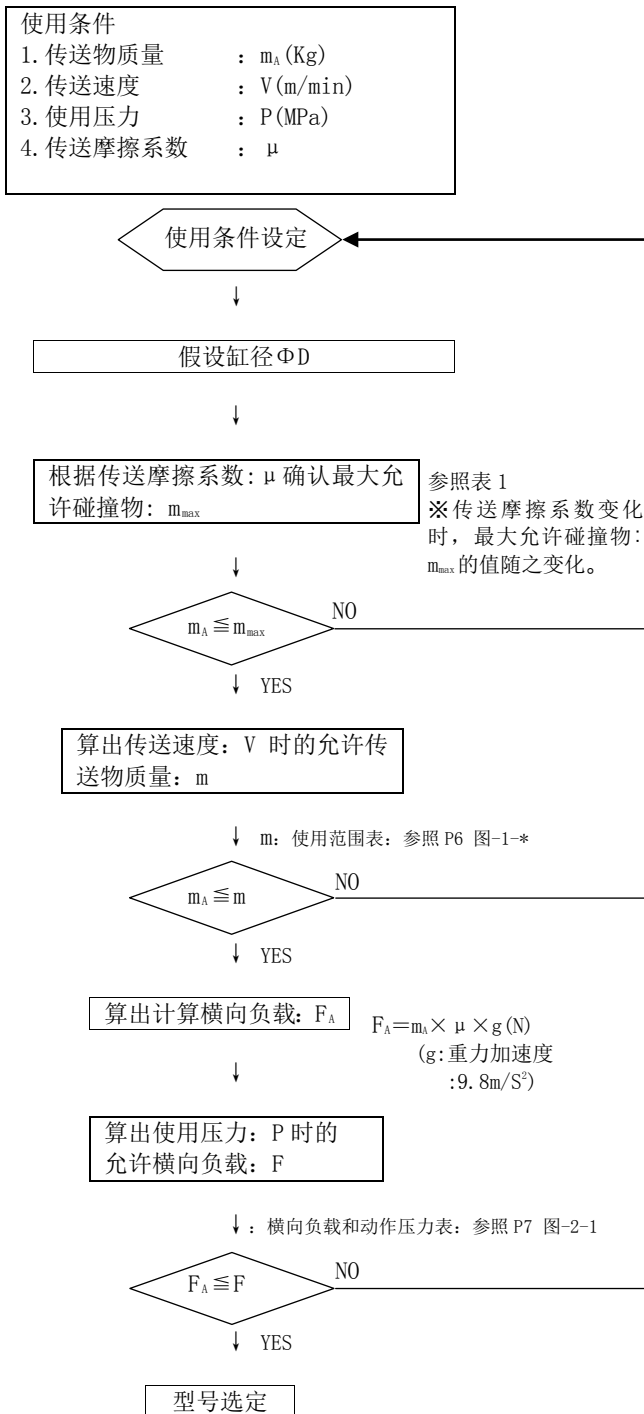 使用条件
1.传送物质量 ：mA(Kg)
2.传送速度 ：V(m/min)
3.使用压力 ：P(MPa)
4.传送摩擦系数 ：μ
使用条件设定
↓
假设缸径ΦD
↓
根据传送摩擦系数:μ确认最大允
许碰撞物: mmax
参照表1
※传送摩擦系数变化
时，最大允许碰撞物:
mmax的值随之变化。
↓
mA≦mmax
NO
↓ YES
算出传送速度：V 时的允许传
送物质量：m
↓ m：使用范围表：参照P6 图-1-*
mA≦m
NO
↓ YES
算出计算横向负载：FA
FA＝mA×μ×g(N)
(g:重力加速度
:9.8m/S²)
↓
算出使用压力：P时的
允许横向负载：F
↓：横向负载和动作压力表：参照P7 图-2-1
FA≦F
NO
↓ YES
型号选定